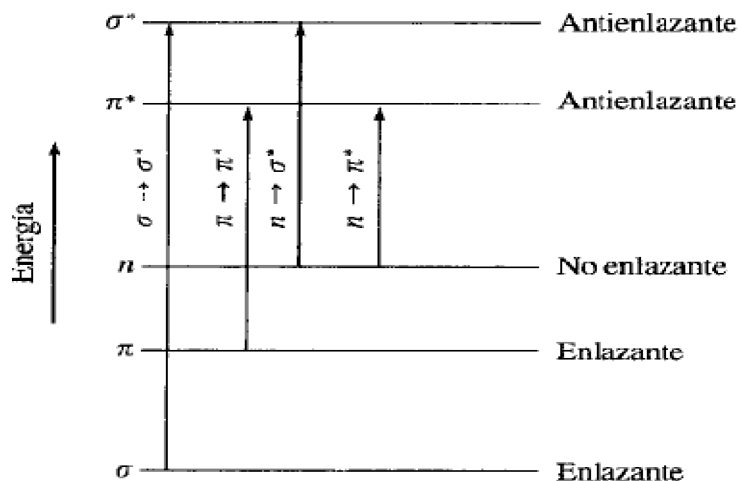 σ* Antienlazante
π* Antienlazante
Energía
σ → σ*
π → π*
n → σ*
n → π*
n No enlazante
π Enlazante
σ Enlazante